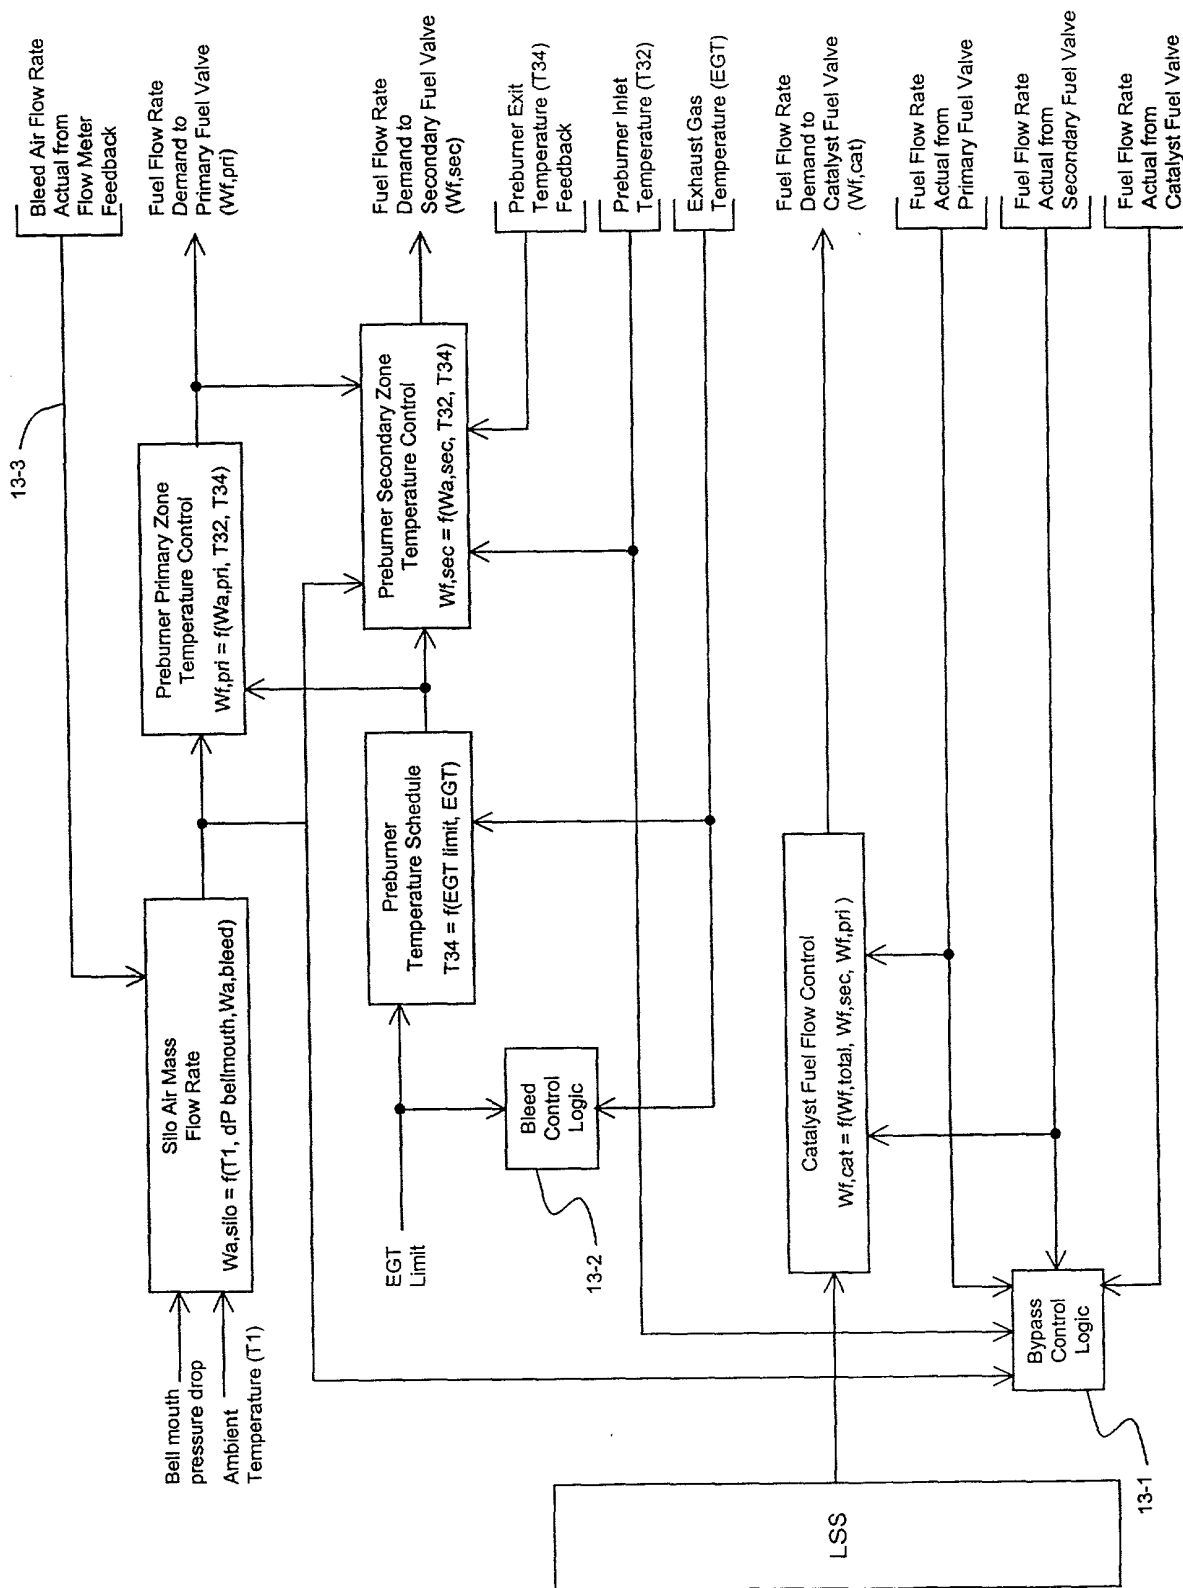 Bell mouth
pressure drop
Ambient
Temperature (T1)
Silo Air Mass
Flow Rate
Wa,silo = f(T1, dP bellmouth,Wa,bleed)
13-3
Bleed Air Flow Rate
Actual from
Flow Meter
Feedback
Preburner Primary Zone
Temperature Control
Wf,pri = f(Wa,pri, T32, T34)
Fuel Flow Rate
Demand to
Primary Fuel Valve
(Wf,pri)
EGT
Limit
Preburner
Temperature Schedule
T34 = f(EGT limit, EGT)
Preburner Secondary Zone
Temperature Control
Wf,sec = f(Wa,sec, T32, T34)
Fuel Flow Rate
Demand to
Secondary Fuel Valve
(Wf,sec)
Bleed
Control
Logic
13-2
Preburner Exit
Temperature (T34)
Feedback
Preburner Inlet
Temperature (T32)
Exhaust Gas
Temperature (EGT)
LSS
Catalyst Fuel Flow Control
Wf,cat = f(Wf,total, Wf,sec, Wf,pri )
Fuel Flow Rate
Demand to
Catalyst Fuel Valve
(Wf,cat)
Bypass
Control
Logic
13-1
Fuel Flow Rate
Actual from
Primary Fuel Valve
Fuel Flow Rate
Actual from
Secondary Fuel Valve
Fuel Flow Rate
Actual from
Catalyst Fuel Valve